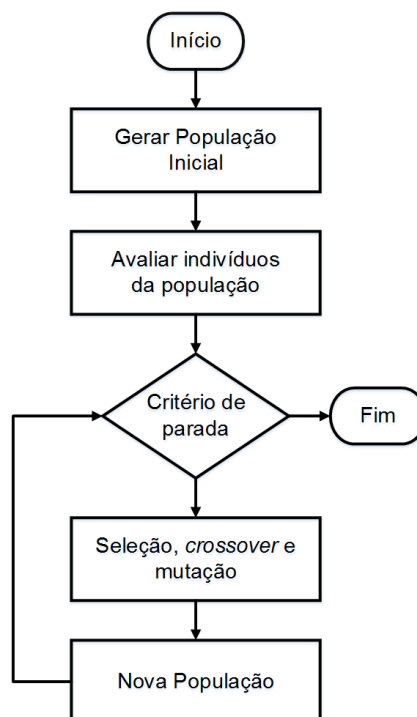 Início
Gerar População
Inicial
Avaliar indivíduos
da população
Critério de
parada
Fim
Seleção, crossover e
mutação
Nova População